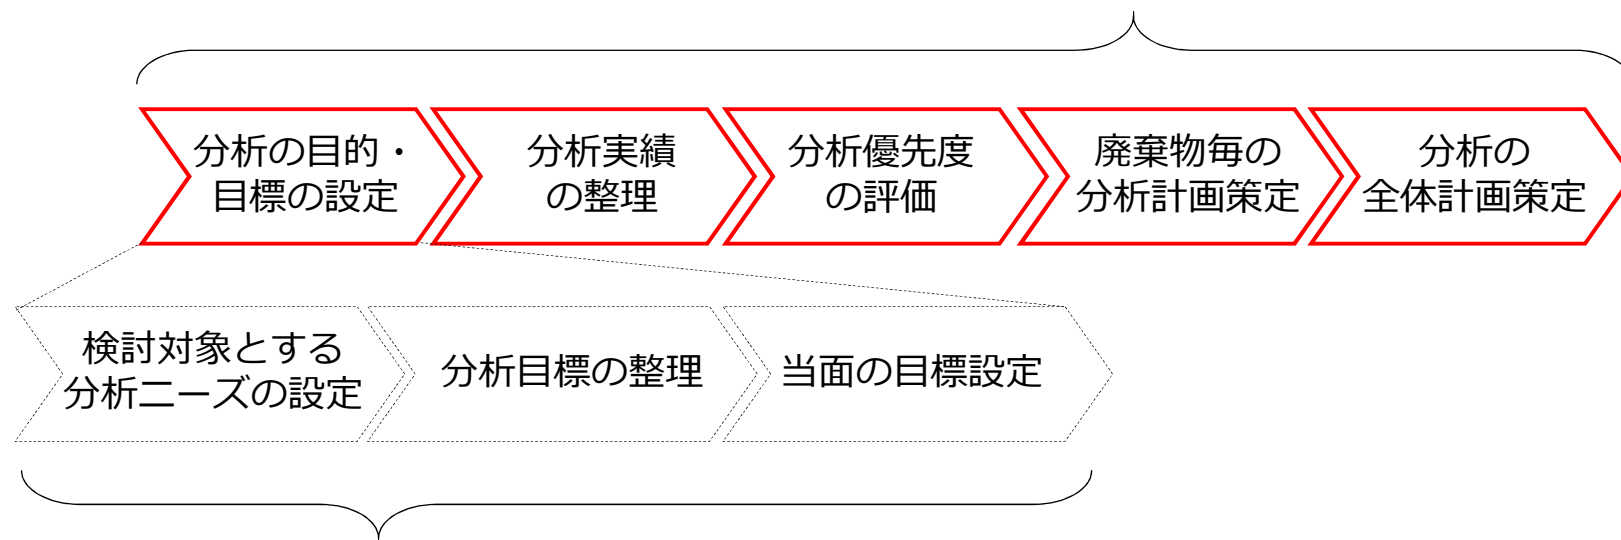 分析の目的・
目標の設定
分析実績
の整理
分析優先度
の評価
廃棄物毎の
分析計画策定
分析の
全体計画策定
検討対象とする
分析ニーズの設定
分析目標の整理
当面の目標設定